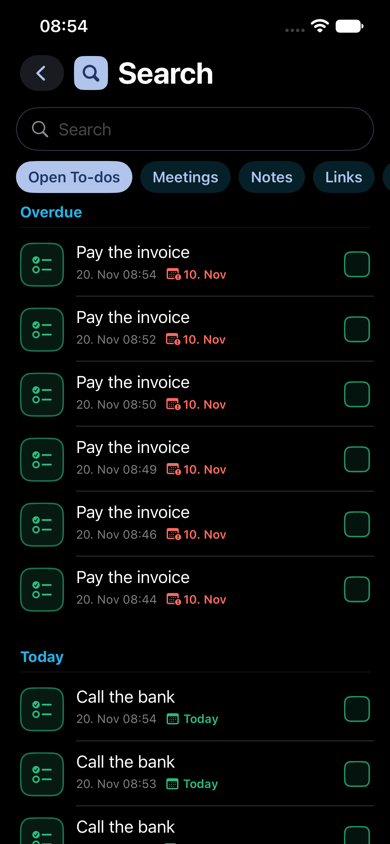 08:54
Search
Search
Open To-dos Meetings Notes Links
Overdue
Pay the invoice
20. Nov 08:54 10. Nov
Pay the invoice
20. Nov 08:52 10. Nov
Pay the invoice
20. Nov 08:50 10. Nov
Pay the invoice
20. Nov 08:49 10. Nov
Pay the invoice
20. Nov 08:46 10. Nov
Pay the invoice
20. Nov 08:44 10. Nov
Today
Call the bank
20. Nov 08:54 Today
Call the bank
20. Nov 08:53 Today
Call the bank